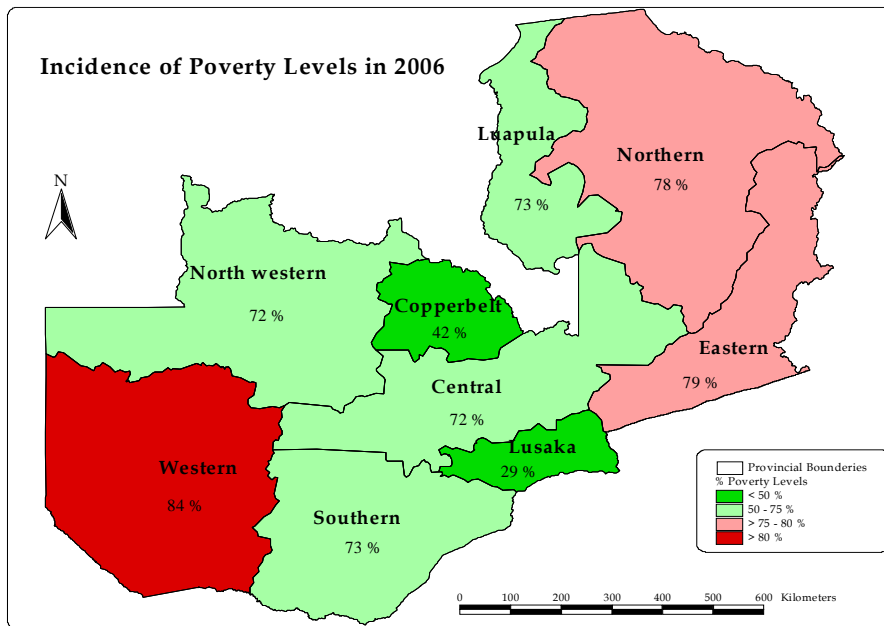 Incidence of Poverty Levels in 2006
N
Luapula
73 %
Northern
78 %
North western
72 %
Copperbelt
42 %
Eastern
79 %
Central
72 %
Lusaka
29 %
Western
84 %
Southern
73 %
Provincial Bounderies
% Poverty Levels
< 50 %
50 - 75 %
> 75 - 80 %
> 80 %
0 100 200 300 400 500 600 Kilometers